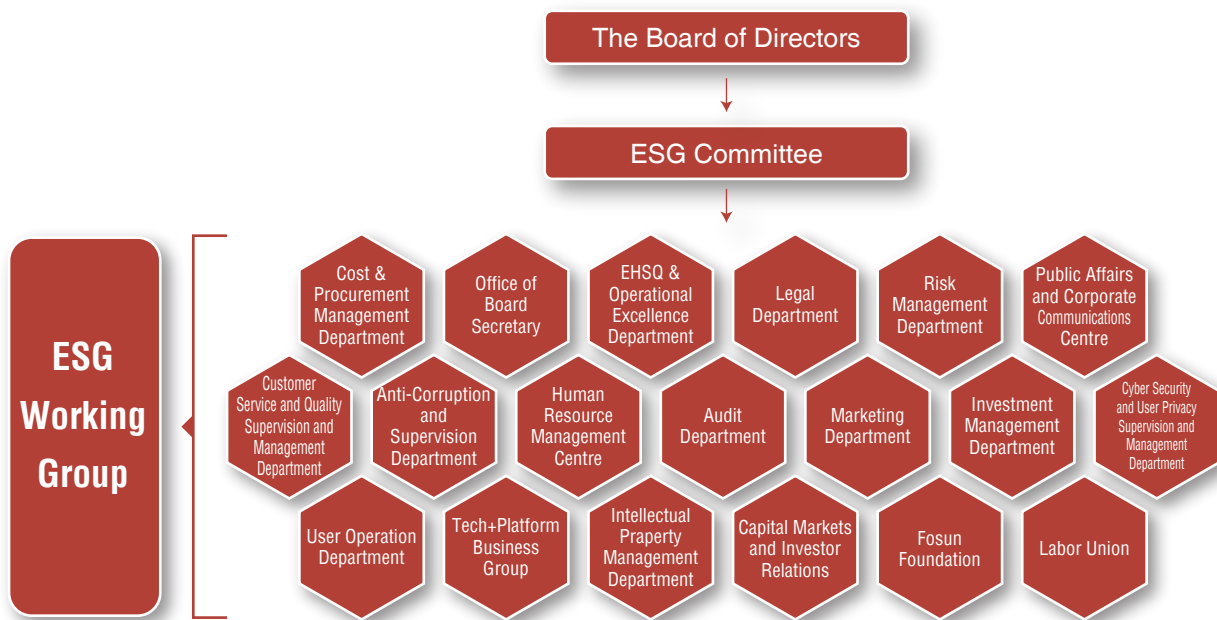 The Board of Directors
ESG Committee
ESG
Working
Group
Cost &
Procurement
Management
Department
Office of
Board
Secretary
EHSQ &
Operational
Excellence
Department
Legal
Department
Risk
Management
Department
Public Affairs
and Corporate
Communications
Centre
Customer
Service and Quality
Supervision and
Management
Department
Anti-Corruption
and
Supervision
Department
Human
Resource
Management
Centre
Audit
Department
Marketing
Department
Investment
Management
Department
Cyber Security
and User Privacy
Supervision and
Management
Department
User Operation
Department
Tech+Platform
Business
Group
Intellectual
Property
Management
Department
Capital Markets
and Investor
Relations
Fosun
Foundation
Labor Union